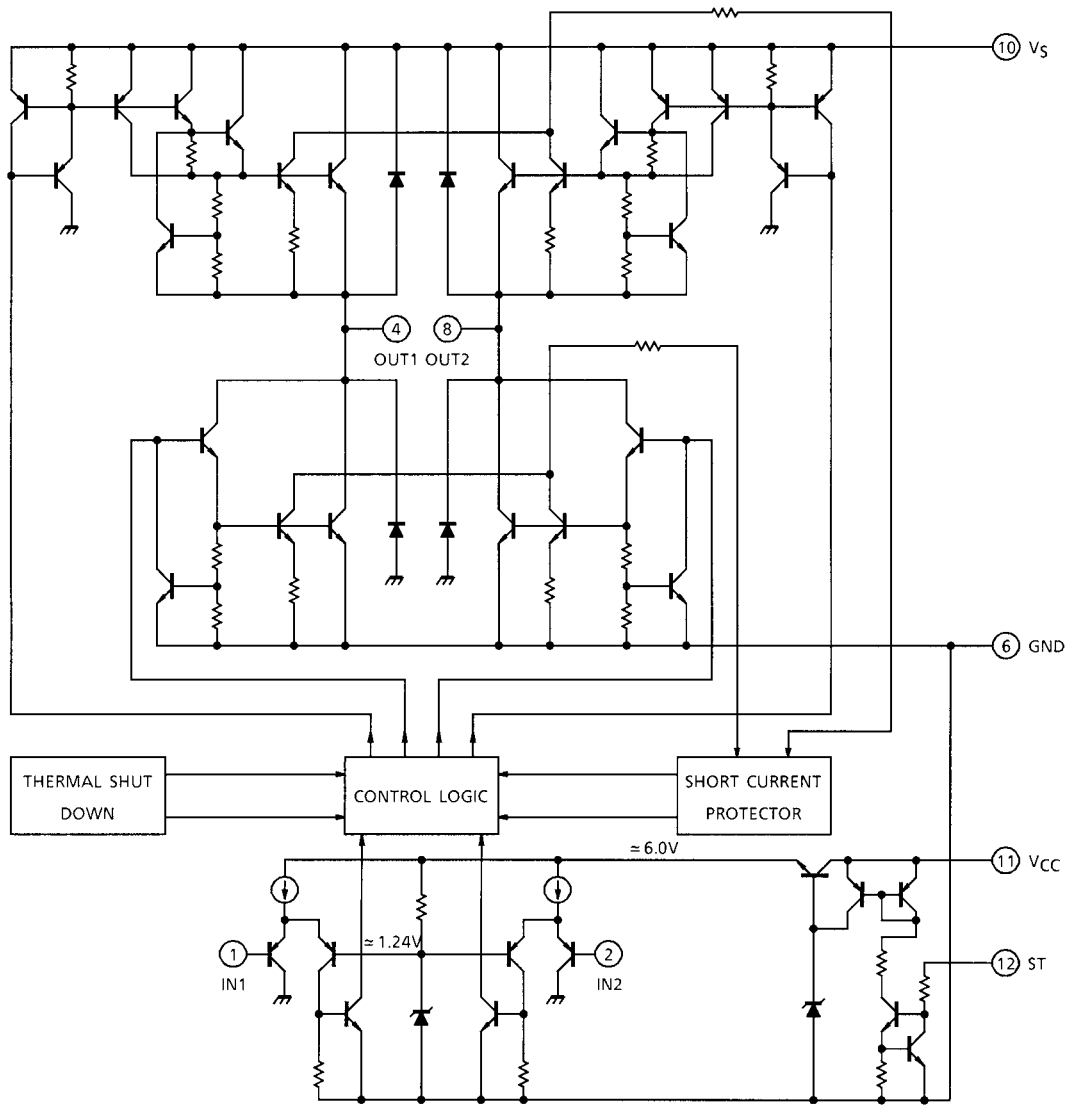 10 VS
4 8
OUT1 OUT2
6 GND
THERMAL SHUT
DOWN
CONTROL LOGIC
SHORT CURRENT
PROTECTOR
≃6.0V
11 VCC
1
IN1
≃1.24V
2
IN2
12 ST